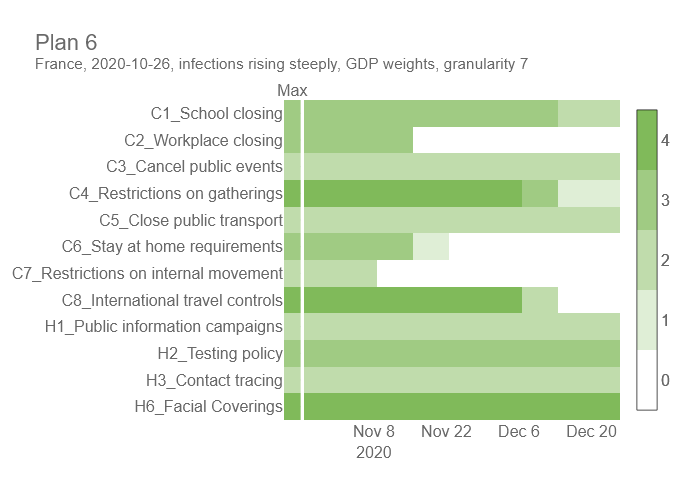 Plan 6
France, 2020-10-26, infections rising steeply, GDP weights, granularity 7
Max
C1_School closing
C2_Workplace closing
C3_Cancel public events
C4_Restrictions on gatherings
C5_Close public transport
C6_Stay at home requirements
C7_Restrictions on internal movement
C8_International travel controls
H1_Public information campaigns
H2_Testing policy
H3_Contact tracing
H6_Facial Coverings
4
3
2
1
0
Nov 8 Nov 22 Dec 6 Dec 20
2020